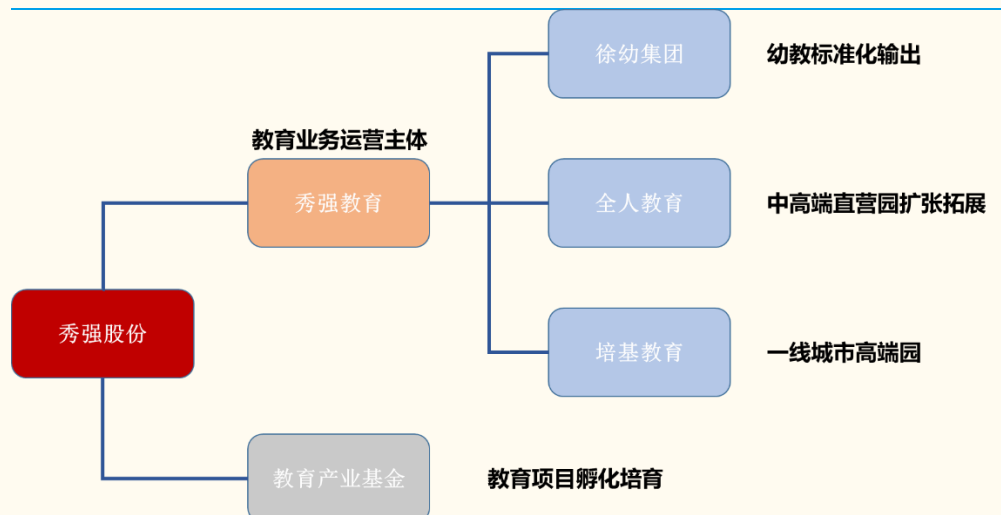 徐幼集团
幼教标准化输出
教育业务运营主体
秀强教育
全人教育
中高端直营园扩张拓展
秀强股份
培基教育
一线城市高端园
教育产业基金
教育项目孵化培育